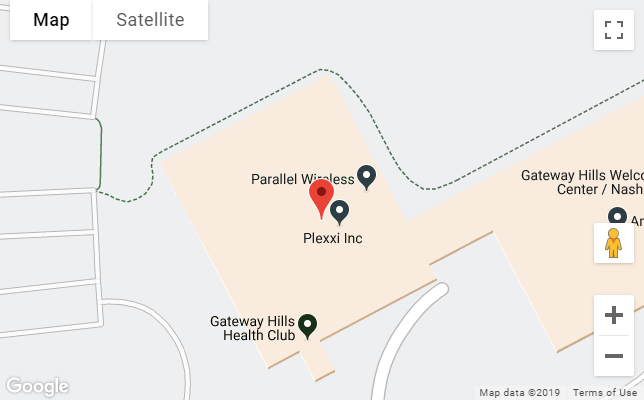 Map
Satellite
Parallel Wireless
Gateway Hills Welco
Center / Nash
Ar
Plexxi Inc
Gateway Hills
Health Club
Google
Map data ©2019
Terms of Use